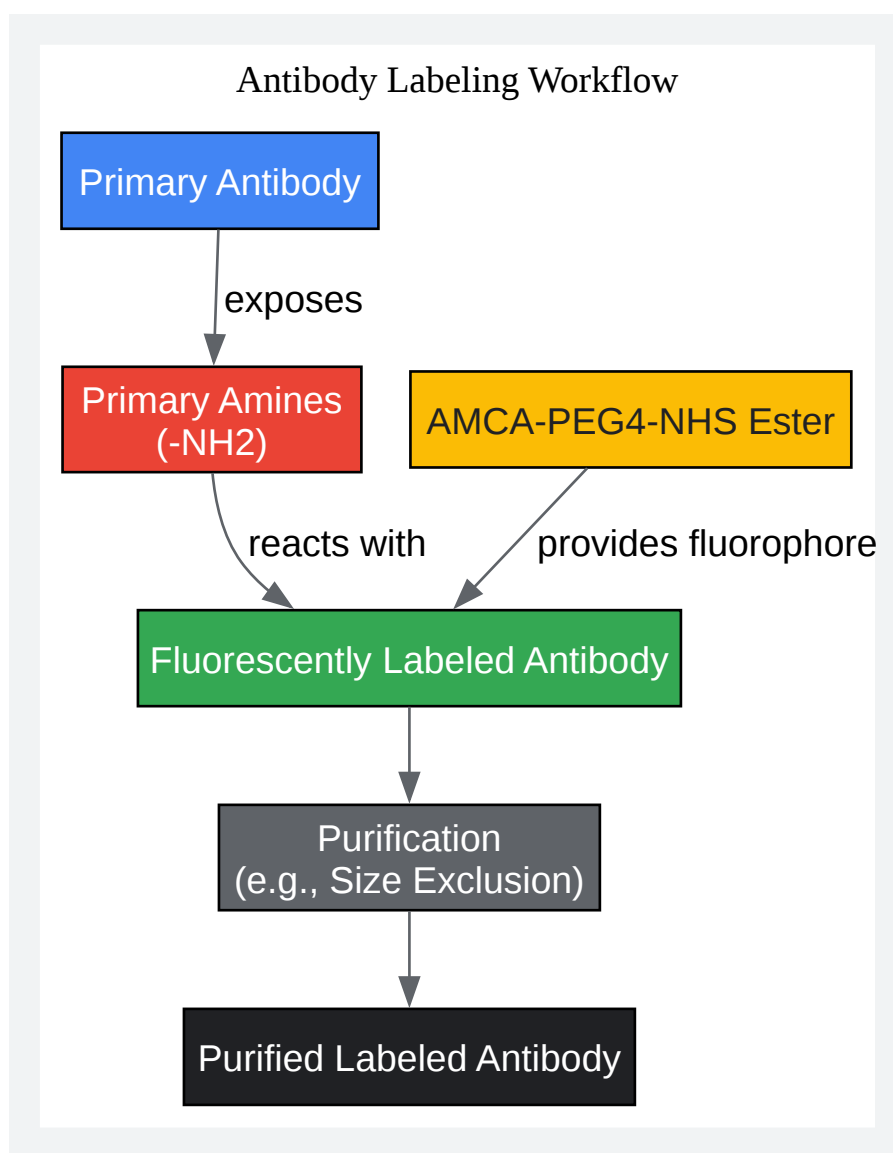 Antibody Labeling Workflow
Primary Antibody
exposes
Primary Amines
(-NH2)
AMCA-PEG4-NHS Ester
reacts with
provides fluorophore
Fluorescently Labeled Antibody
Purification
(e.g., Size Exclusion)
Purified Labeled Antibody